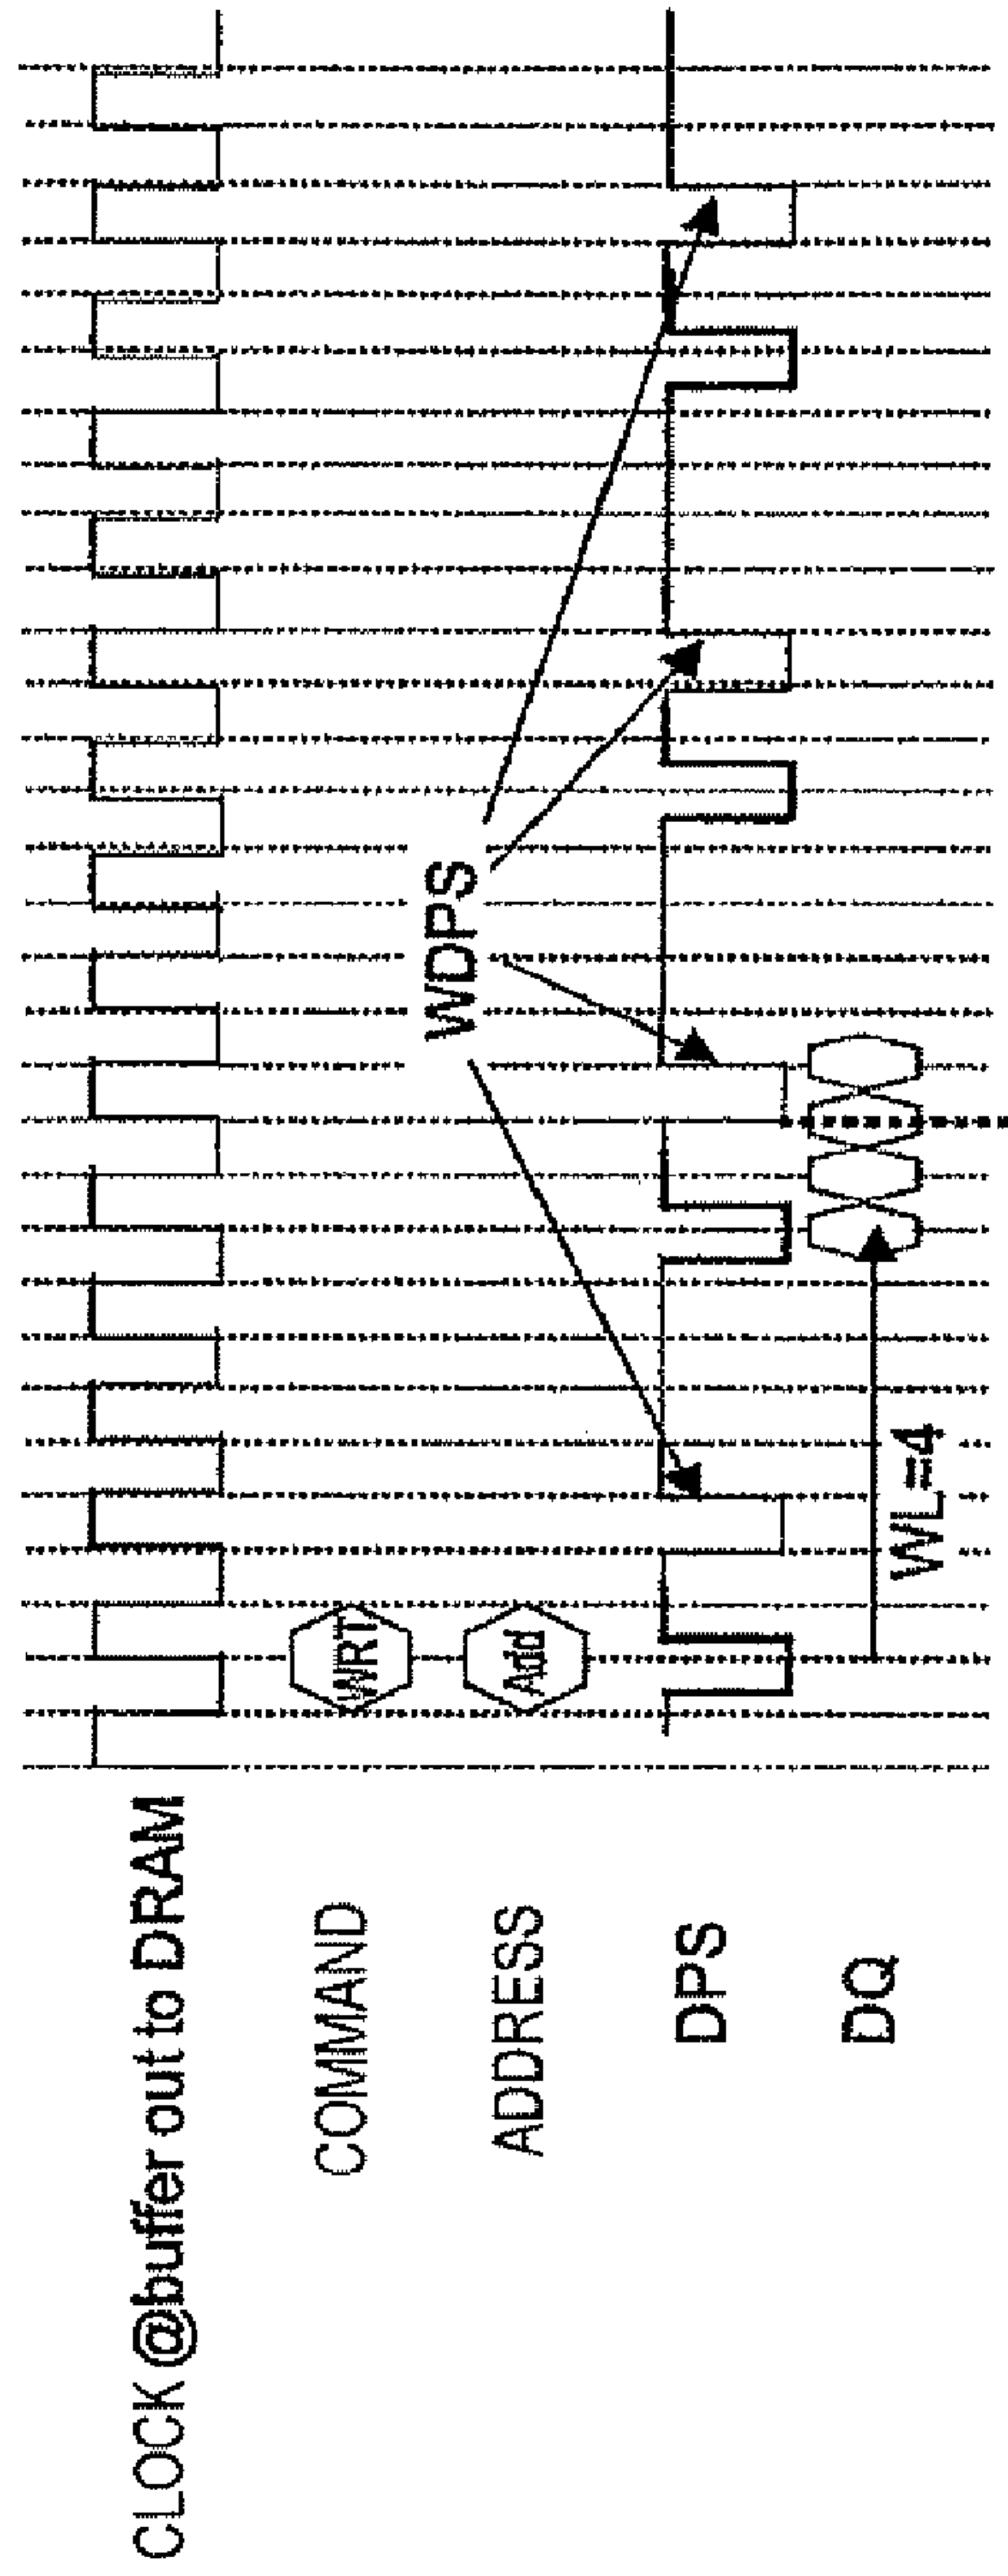 CLOCK @buffer out to DRAM
COMMAND
WRT
ADDRESS
Add
WDPS
DPS
DQ
WL=4